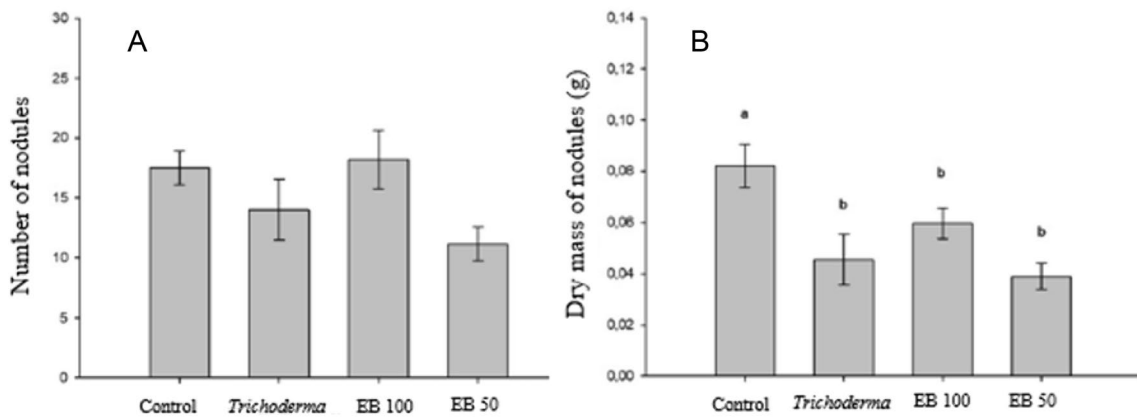 A
Number of nodules
30
25
20
15
10
5
0
Control Trichoderma EB 100 EB 50
B
Dry mass of nodules (g)
0,14
0,12
0,10
0,08
0,06
0,04
0,02
0,00
a
b
b
b
Control Trichoderma EB 100 EB 50